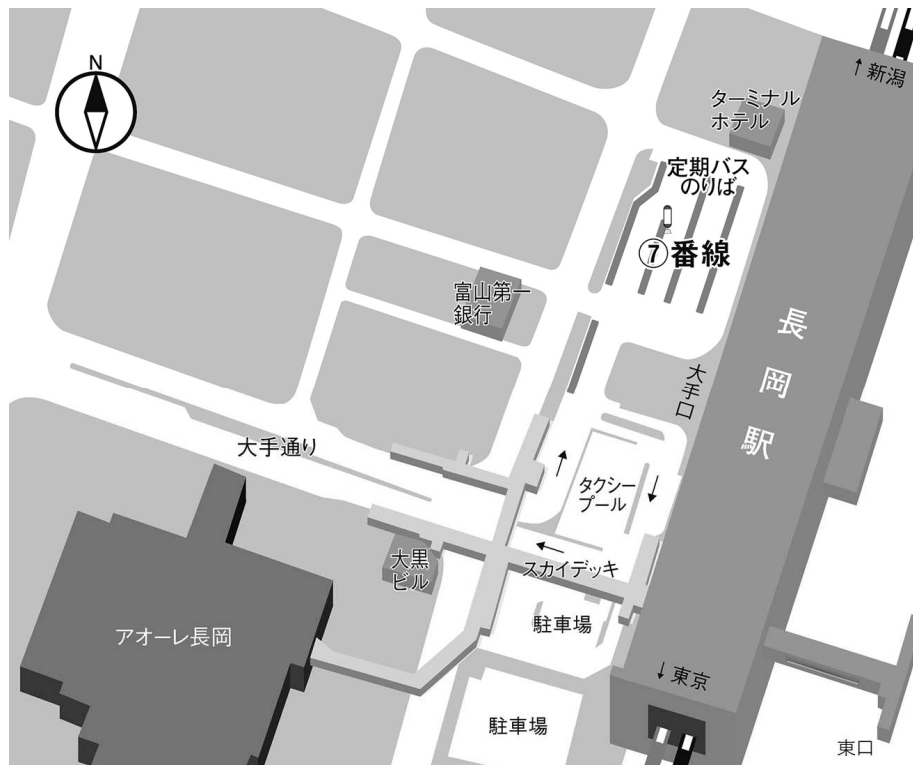 N
↑新潟
ターミナル
ホテル
定期バス
のりば
⑦番線
富山第一
銀行
長岡駅
大手口
大手通り
タクシー
プール
大黒
ビル
スカイデッキ
アオーレ長岡
駐車場
↓東京
駐車場
東口